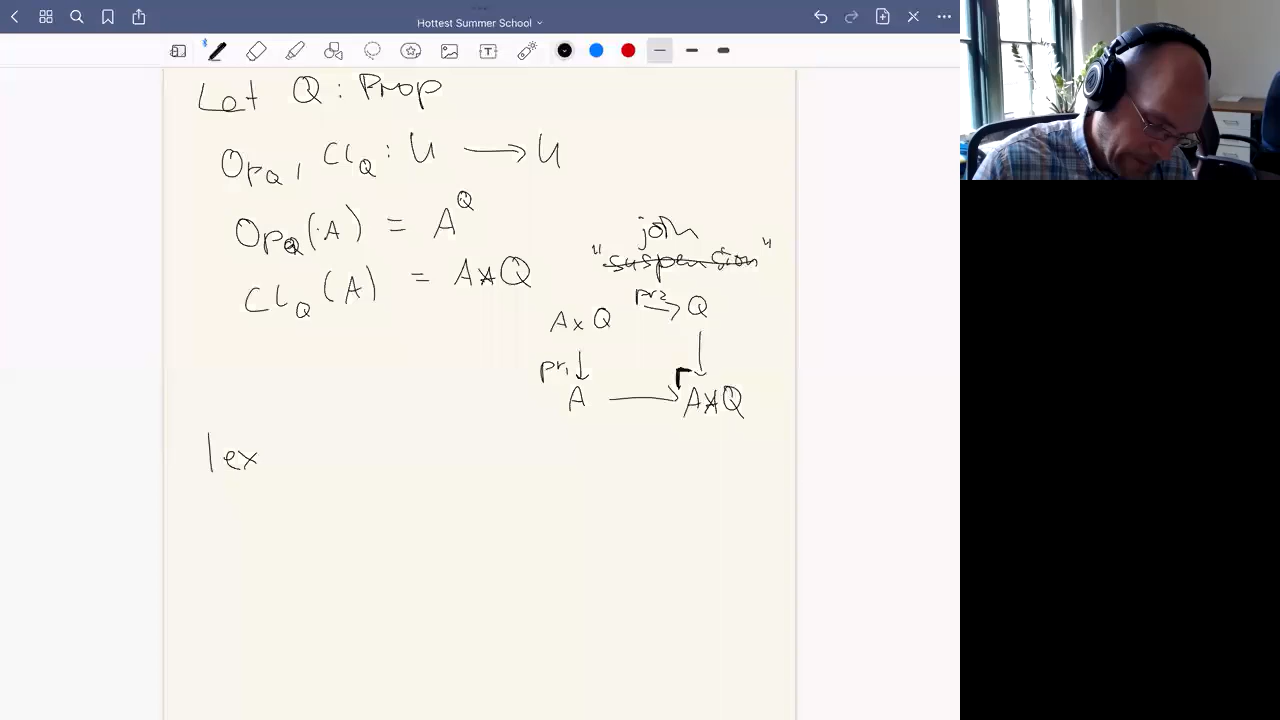 Hottest Summer School
Let Q : Prop
Op_Q, Cl_Q : U → U
Op_Q(A) = A^Q
Cl_Q(A) = A*Q
join
"suspension"
A × Q pr₂ → Q
pr₁ ↓ ↓
A → A*Q
lex